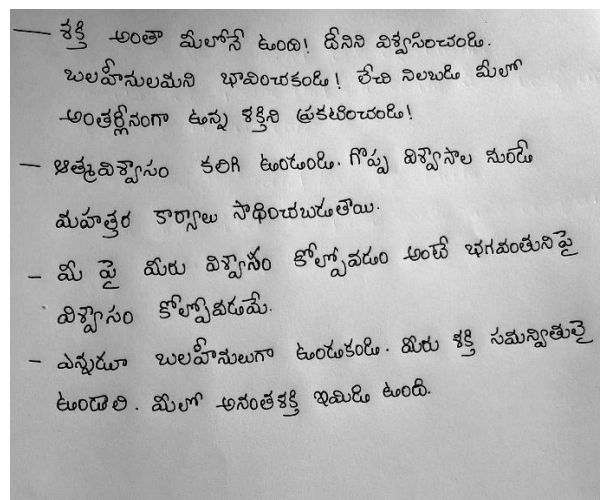 — శక్తి అంతా మీలోనే ఉంది! దీనిని విశ్వసించండి.
బలహీనులమని భావించకండి! లేచి నిలబడి మీలో
అంతర్లీనంగా ఉన్న శక్తిని ప్రకటించండి!
— ఆత్మవిశ్వాసం కలిగి ఉండండి. గొప్ప విశ్వాసాల నుండే
మహత్తర కార్యాలు సాధించబడుతాయి.
- మీ పై మీరు విశ్వాసం కోల్పోవడం అంటే భగవంతునిపై
విశ్వాసం కోల్పోవడమే.
- ఎన్నడూ బలహీనులుగా ఉండకండి. మీరు శక్తి సమన్వితులై
ఉండాలి. మీలో అనంతశక్తి ఇమిడి ఉంది.